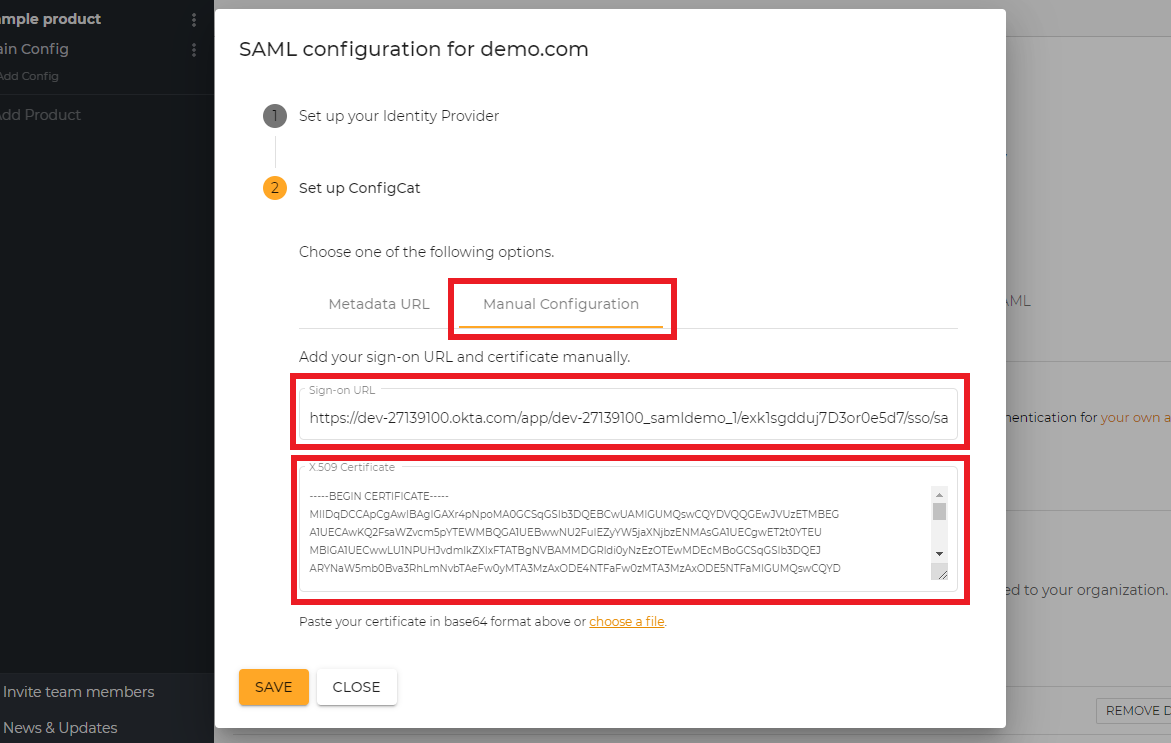 mple product
ain Config
Add Config
Add Product
SAML configuration for demo.com
1 Set up your Identity Provider
2 Set up ConfigCat
Choose one of the following options.
Metadata URL Manual Configuration
Add your sign-on URL and certificate manually.
Sign-on URL
https://dev-27139100.okta.com/app/dev-27139100_samldemo_1/exk1sgdduj7D3or0e5d7/sso/sa
X.509 Certificate
-----BEGIN CERTIFICATE-----
MIIDqDCCApCgAwIBAgIGAXr4pNpoMA0GCSqGSIb3DQEBCwUAMIGUMQswCQYDVQQGEwJVUzETMBEG
A1UECAwKQ2FsaWZvcm5pYTEWMBQGA1UEBwwNU2FuIEZyYW5jaXNjbzENMAsGA1UECgwET2t0YTEU
MBIGA1UECwwLU1NPUHJvdmlkZXIxFTATBgNVBAMMDGRldi0yNzEzOTEwMDEcMBoGCSqGSIb3DQEJ
ARYNaW5mb0Bva3RhLmNvbTAeFw0yMTA3MzAxODE4NTFaFw0zMTA3MzAxODE5NTFaMIGUMQswCQYD
Paste your certificate in base64 format above or choose a file.
SAVE CLOSE
AML
hentication for your own a
ed to your organization.
REMOVE D
Invite team members
News & Updates